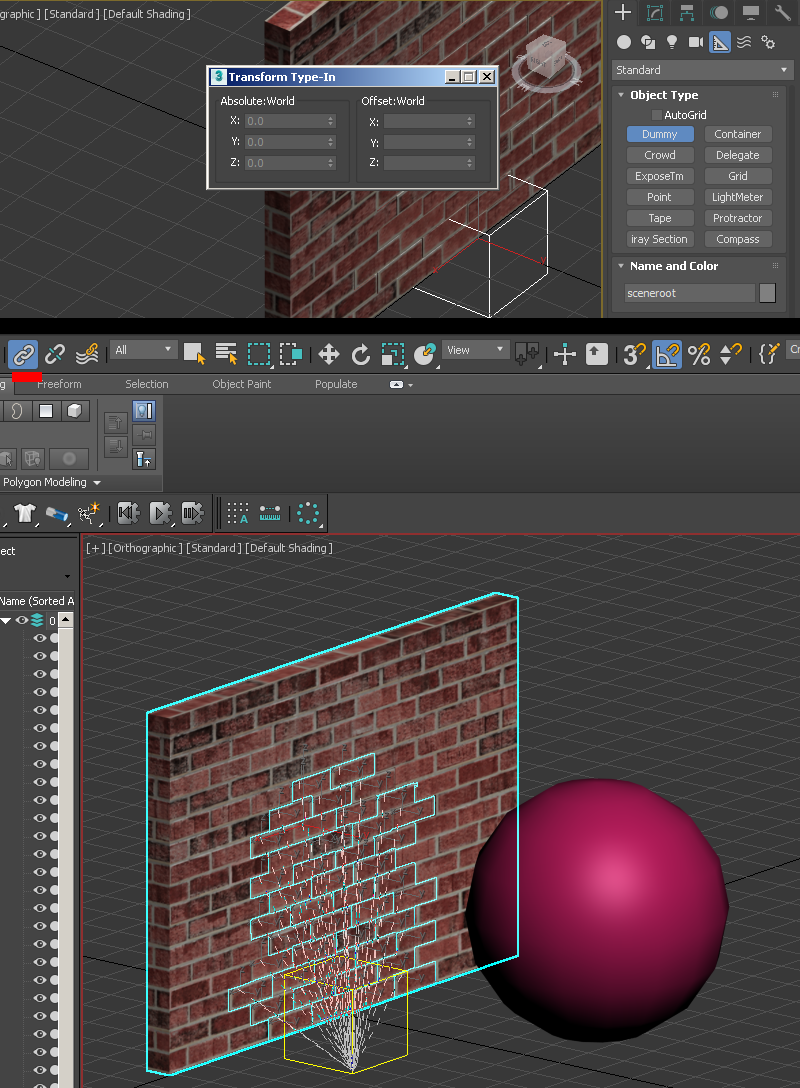 graphic ] [Standard ] [Default Shading ]
3 Transform Type-In
Absolute:World
Offset:World
X: 0.0
X:
Y: 0.0
Y:
Z: 0.0
Z:
Standard
Object Type
AutoGrid
Dummy Container
Crowd Delegate
ExposeTm Grid
Point LightMeter
Tape Protractor
iray Section Compass
Name and Color
sceneroot
All
View
3
Cr
g Freeform Selection Object Paint Populate
Polygon Modeling
A
ect
[+] [Orthographic ] [Standard ] [Default Shading ]
Name (Sorted A
0